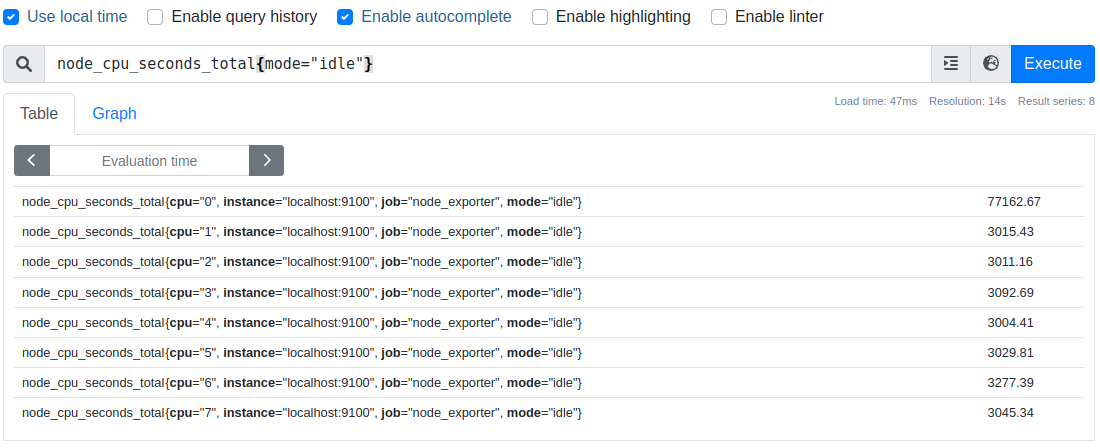 Use local time Enable query history Enable autocomplete Enable highlighting Enable linter
node_cpu_seconds_total{mode="idle"} Execute
Load time: 47ms Resolution: 14s Result series: 8
Table Graph
Evaluation time
node_cpu_seconds_total{cpu="0", instance="localhost:9100", job="node_exporter", mode="idle"} 77162.67
node_cpu_seconds_total{cpu="1", instance="localhost:9100", job="node_exporter", mode="idle"} 3015.43
node_cpu_seconds_total{cpu="2", instance="localhost:9100", job="node_exporter", mode="idle"} 3011.16
node_cpu_seconds_total{cpu="3", instance="localhost:9100", job="node_exporter", mode="idle"} 3092.69
node_cpu_seconds_total{cpu="4", instance="localhost:9100", job="node_exporter", mode="idle"} 3004.41
node_cpu_seconds_total{cpu="5", instance="localhost:9100", job="node_exporter", mode="idle"} 3029.81
node_cpu_seconds_total{cpu="6", instance="localhost:9100", job="node_exporter", mode="idle"} 3277.39
node_cpu_seconds_total{cpu="7", instance="localhost:9100", job="node_exporter", mode="idle"} 3045.34